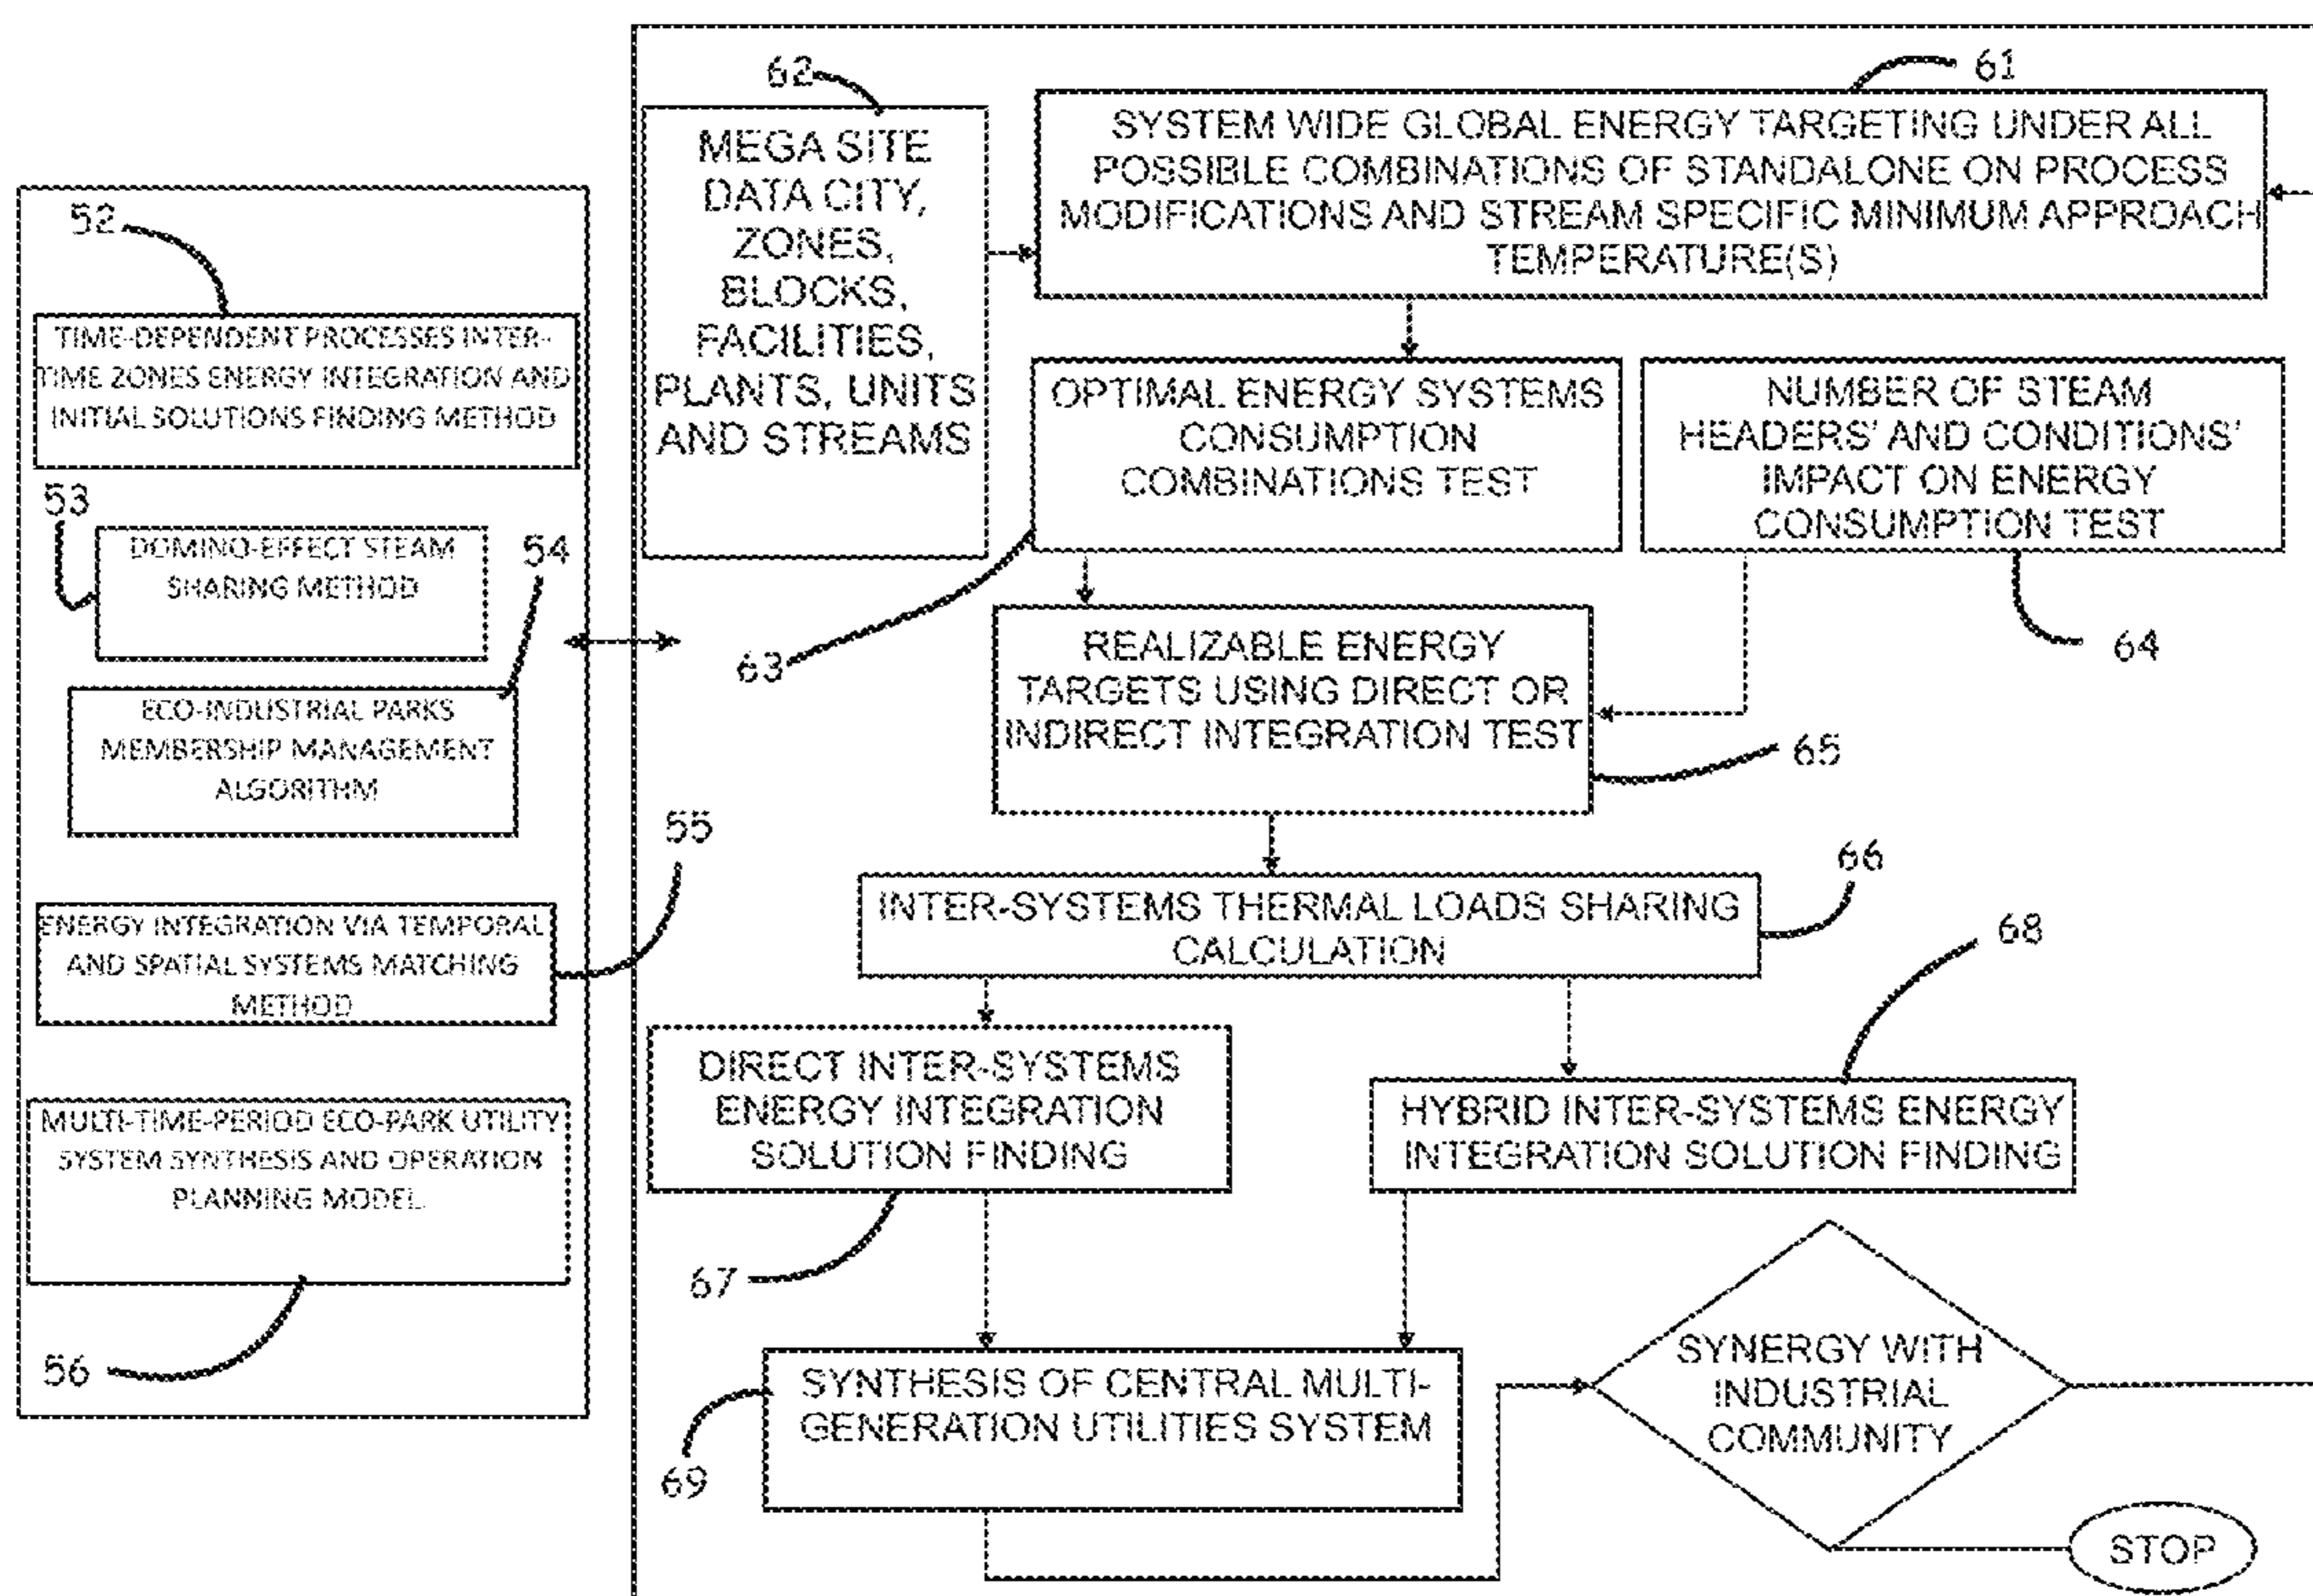 52
TIME-DEPENDENT PROCESSES INTER-
TIME ZONES ENERGY INTEGRATION AND
INITIAL SOLUTIONS FINDING METHOD
53
DOMINO-EFFECT STEAM
SHARING METHOD
54
ECO-INDUSTRIAL PARKS
MEMBERSHIP MANAGEMENT
ALGORITHM
55
ENERGY INTEGRATION VIA TEMPORAL
AND SPATIAL SYSTEMS MATCHING
METHOD
MULTI-TIME-PERIOD ECO-PARK UTILITY
SYSTEM SYNTHESIS AND OPERATION
PLANNING MODEL.
56
62
MEGA SITE
DATA CITY,
ZONES,
BLOCKS,
FACILITIES,
PLANTS, UNITS
AND STREAMS
61
SYSTEM WIDE GLOBAL ENERGY TARGETING UNDER ALL
POSSIBLE COMBINATIONS OF STANDALONE ON PROCESS
MODIFICATIONS AND STREAM SPECIFIC MINIMUM APPROACH
TEMPERATURE(S)
OPTIMAL ENERGY SYSTEMS
CONSUMPTION
COMBINATIONS TEST
63
NUMBER OF STEAM
HEADERS' AND CONDITIONS'
IMPACT ON ENERGY
CONSUMPTION TEST
64
REALIZABLE ENERGY
TARGETS USING DIRECT OR
INDIRECT INTEGRATION TEST
65
INTER-SYSTEMS THERMAL LOADS SHARING
CALCULATION
66
DIRECT INTER-SYSTEMS
ENERGY INTEGRATION
SOLUTION FINDING
67
68
HYBRID INTER-SYSTEMS ENERGY
INTEGRATION SOLUTION FINDING
SYNTHESIS OF CENTRAL MULTI-
GENERATION UTILITIES SYSTEM
69
SYNERGY WITH
INDUSTRIAL
COMMUNITY
STOP